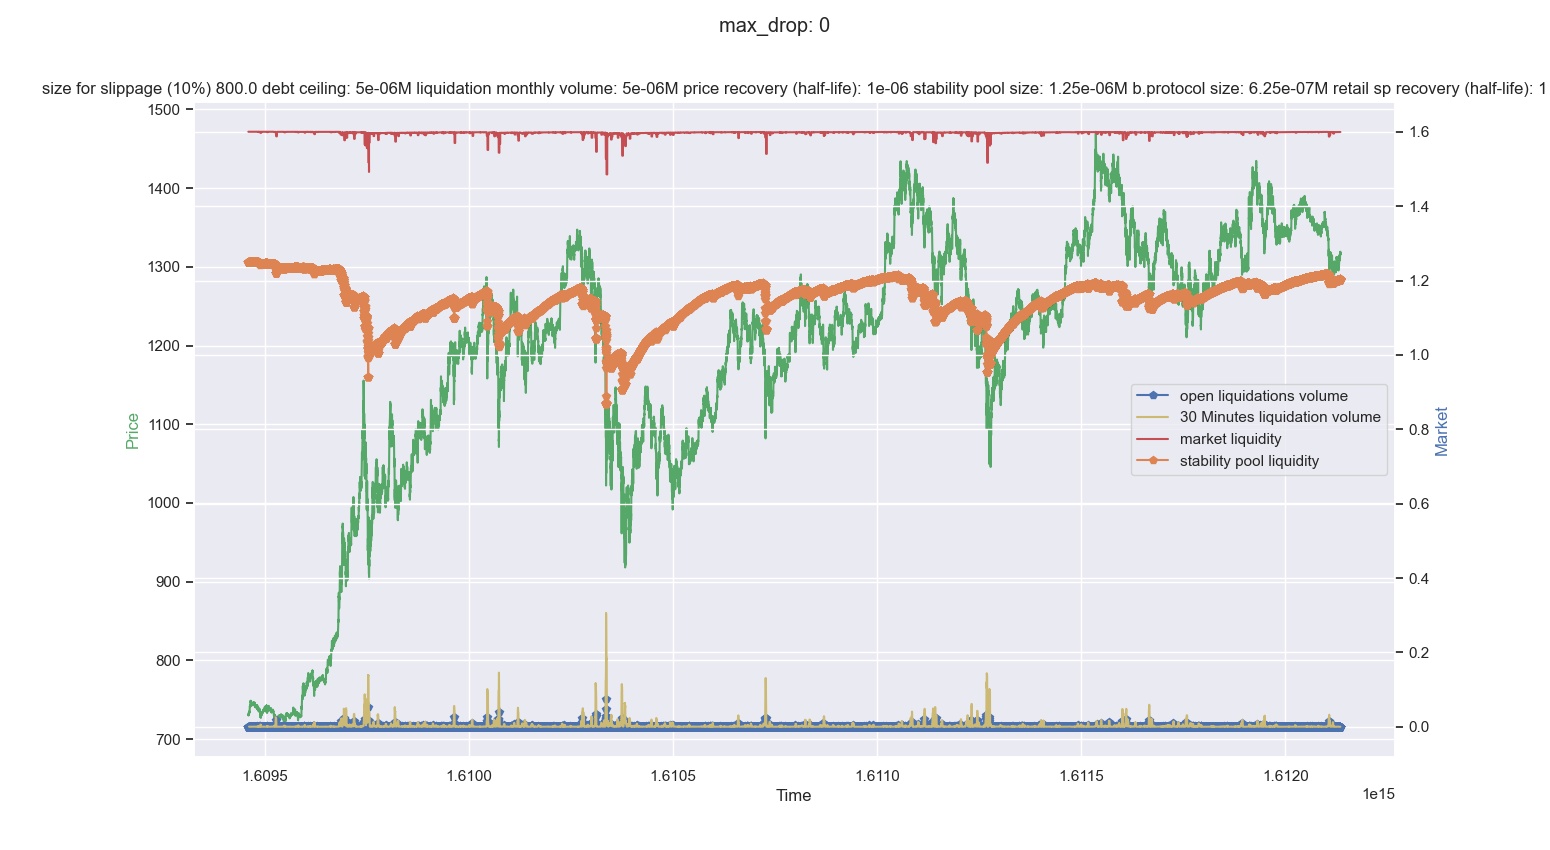 max_drop: 0
size for slippage (10%) 800.0 debt ceiling: 5e-06M liquidation monthly volume: 5e-06M price recovery (half-life): 1e-06 stability pool size: 1.25e-06M b.protocol size: 6.25e-07M retail sp recovery (half-life): 1
1500
1400
1300
1200
1100
1000
900
800
700
Price
1.6
1.4
1.2
1.0
0.8
0.6
0.4
0.2
0.0
Market
open liquidations volume
30 Minutes liquidation volume
market liquidity
stability pool liquidity
1.6095
1.6100
1.6105
1.6110
1.6115
1.6120
Time
1e15